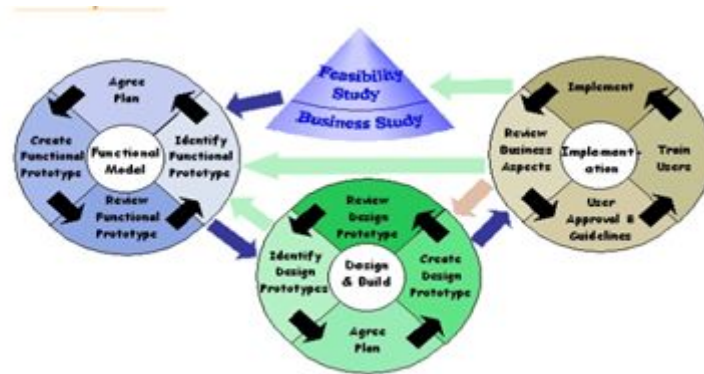 Feasibility
Study
Business Study
Agree
Plan
Create
Functional
Prototype
Functional
Model
Identify
Functional
Prototype
Review
Functional
Prototype
Implement
Review
Business
Aspects
Implement-
ation
Train
Users
User
Approval &
Guidelines
Review
Design
Prototype
Identify
Design
Prototypes
Design
& Build
Create
Design
Prototype
Agree
Plan